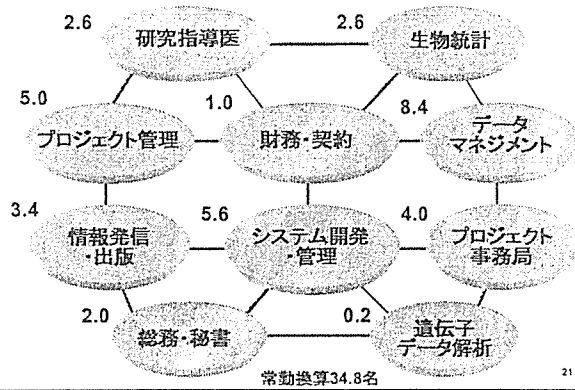 2.6
研究指導医
2.6
生物統計
5.0
プロジェクト管理
1.0
財務・契約
8.4
データ
マネジメント
3.4
情報発信
・出版
5.6
システム開発
・管理
4.0
プロジェクト
事務局
2.0
総務・秘書
0.2
遺伝子
データ解析
常勤換算34.8名
21